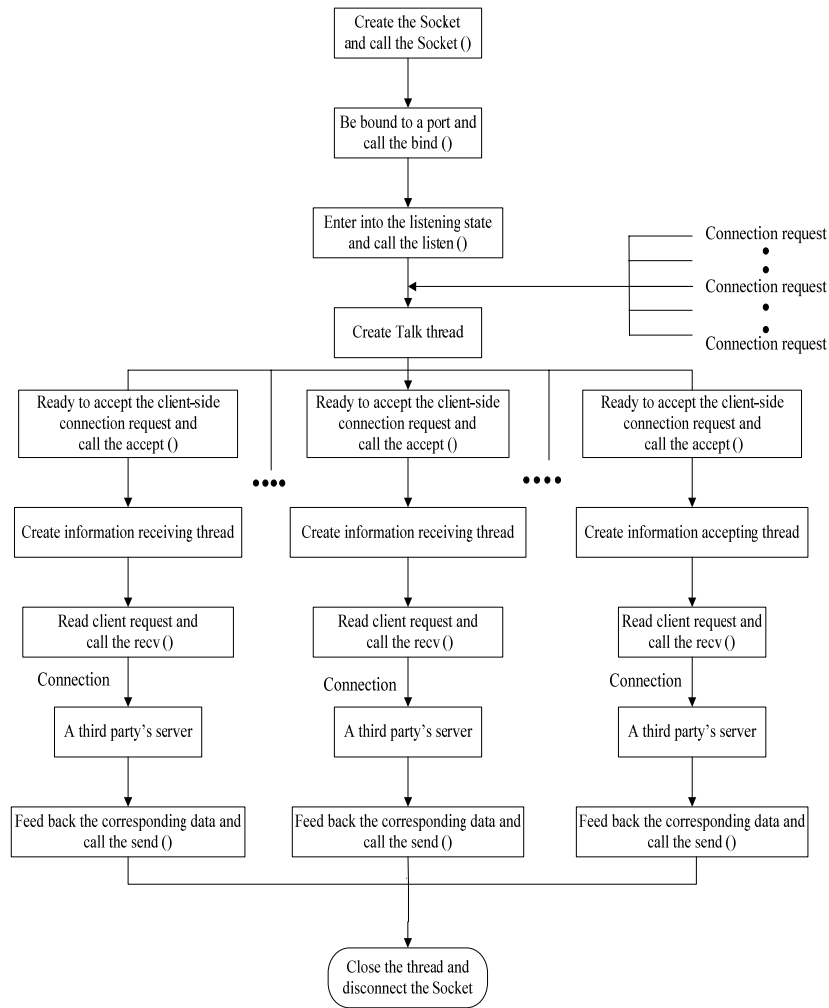 Create the Socket
and call the Socket ()
Be bound to a port and
call the bind ()
Enter into the listening state
and call the listen ()
Connection request
Connection request
Connection request
Create Talk thread
Ready to accept the client-side
connection request and
call the accept ()
Ready to accept the client-side
connection request and
call the accept ()
Ready to accept the client-side
connection request and
call the accept ()
Create information receiving thread
Create information receiving thread
Create information accepting thread
Read client request and
call the recv ()
Read client request and
call the recv ()
Read client request and
call the recv ()
Connection
Connection
Connection
A third party's server
A third party's server
A third party's server
Feed back the corresponding data and
call the send ()
Feed back the corresponding data and
call the send ()
Feed back the corresponding data and
call the send ()
Close the thread and
disconnect the Socket